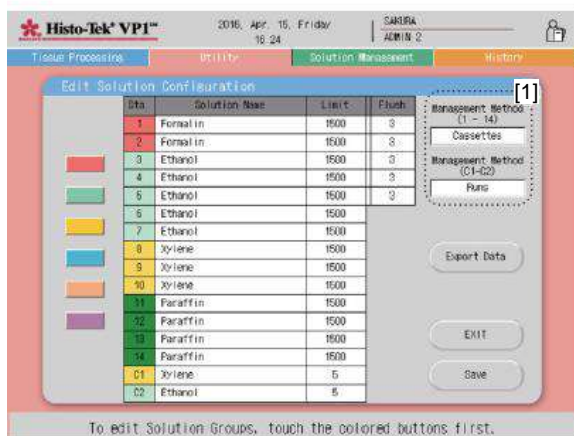 Histo-Tek® VP1™
2016, Apr. 15, Friday
16 24
SAKURA
ADMIN 2
Tissue Processing
Utility
Solution Management
History
Edit Solution Configuration
[1]
Sta. Solution Name Limit Flush
1 Formalin 1500 3
2 Formalin 1500 3
3 Ethanol 1500 3
4 Ethanol 1500 3
5 Ethanol 1500 3
6 Ethanol 1500
7 Ethanol 1500
8 Xylene 1500
9 Xylene 1500
10 Xylene 1500
11 Paraffin 1500
12 Paraffin 1500
13 Paraffin 1500
14 Paraffin 1500
C1 Xylene 5
C2 Ethanol 5
Management Method
(1 - 14)
Cassettes
Management Method
(C1-C2)
Runs
Export Data
EXIT
Save
To edit Solution Groups, touch the colored buttons first.